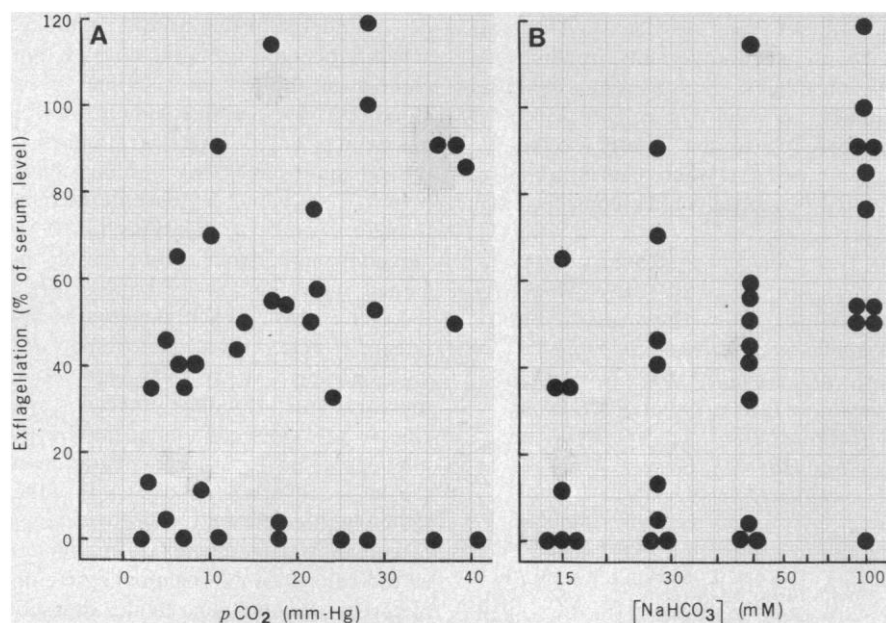 A
B
120
100
80
60
40
20
0
Exflagellation (% of serum level)
0 10 20 30 40
pCO₂ (mm-Hg)
15 30 50 100
[NaHCO₃] (mM)